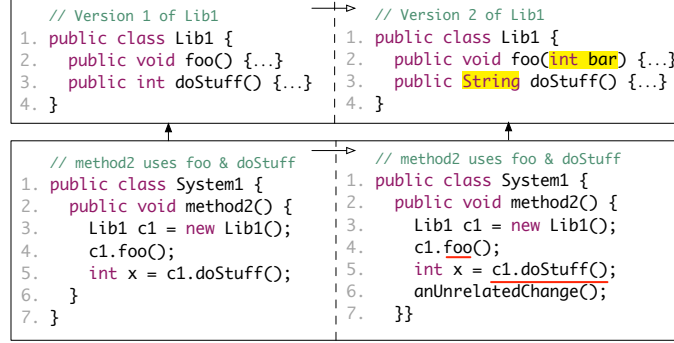 // Version 1 of Lib1
1. public class Lib1 {
2. public void foo() {...}
3. public int doStuff() {...}
4. }
// Version 2 of Lib1
1. public class Lib1 {
2. public void foo(int bar) {...}
3. public String doStuff() {...}
4. }
// method2 uses foo & doStuff
1. public class System1 {
2. public void method2() {
3. Lib1 c1 = new Lib1();
4. c1.foo();
5. int x = c1.doStuff();
6. }
7. }
// method2 uses foo & doStuff
1. public class System1 {
2. public void method2() {
3. Lib1 c1 = new Lib1();
4. c1.foo();
5. int x = c1.doStuff();
6. anUnrelatedChange();
7. }}